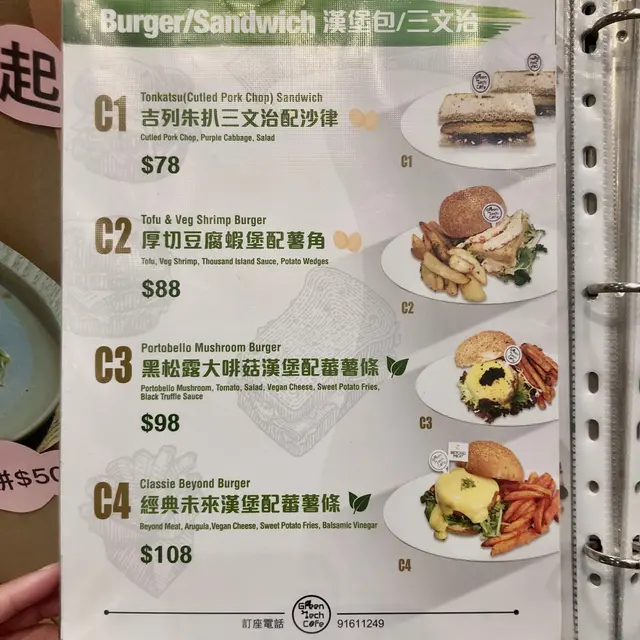 Burger/Sandwich 漢堡包/三文治
起
C1
Tonkatsu(Cutled Pork Chop) Sandwich
吉列朱扒三文治配沙律
Cutled Pork Chop, Purple Cabbage, Salad
$78
C1
C2
Tofu & Veg Shrimp Burger
厚切豆腐蝦堡配薯角
Tofu, Veg Shrimp, Thousand Island Sauce, Potato Wedges
$88
C2
C3
Portobello Mushroom Burger
黑松露大啡菇漢堡配蕃薯條
Portobello Mushroom, Tomato, Salad, Vegan Cheese, Sweet Potato Fries,
Black Truffle Sauce
$98
C3
拼$50
C4
Classie Beyond Burger
經典未來漢堡配蕃薯條
Beyond Meat, Arugula,Vegan Cheese, Sweet Potato Fries, Balsamic Vinegar
$108
C4
訂座電話 Green Tech Cafe 91611249